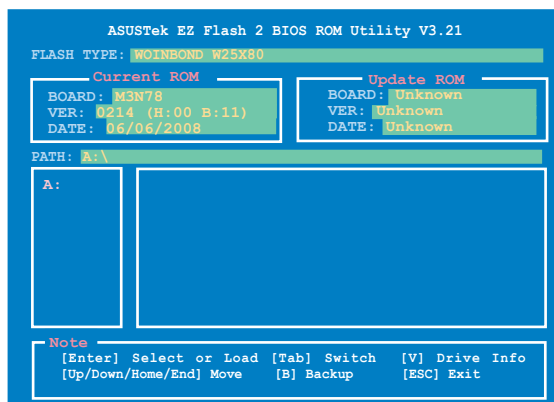 ASUSTek EZ Flash 2 BIOS ROM Utility V3.21
FLASH TYPE: WOINBOND W25X80
Current ROM
BOARD: M3N78
VER: 0214 (H:00 B:11)
DATE: 06/06/2008
Update ROM
BOARD: Unknown
VER: Unknown
DATE: Unknown
PATH: A:\
A:
Note
[Enter] Select or Load [Tab] Switch [V] Drive Info
[Up/Down/Home/End] Move [B] Backup [ESC] Exit